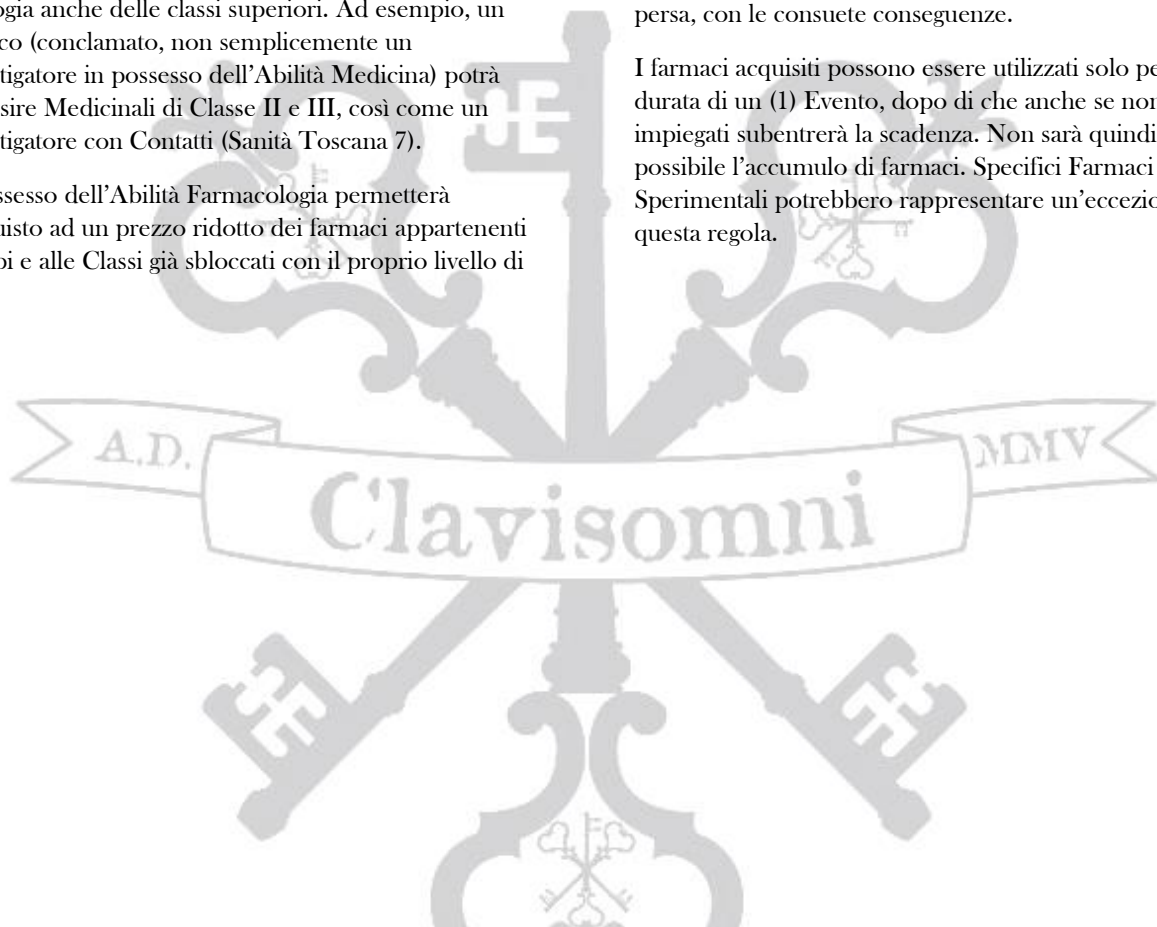 ogia anche delle classi superiori. Ad esempio, un
co (conclamato, non semplicemente un
tigatore in possesso dell'Abilità Medicina) potrà
sire Medicinali di Classe II e III, così come un
tigatore con Contatti (Sanità Toscana 7).
ssesso dell'Abilità Farmacologia permetterà
uisto ad un prezzo ridotto dei farmaci appartenenti
pi e alle Classi già sbloccati con il proprio livello di
persa, con le consuete conseguenze.
I farmaci acquisiti possono essere utilizzati solo pe
durata di un (1) Evento, dopo di che anche se non
impiegati subentrerà la scadenza. Non sarà quindi
possibile l'accumulo di farmaci. Specifici Farmaci
Sperimentali potrebbero rappresentare un'eccezio
questa regola.
A.D.
Clavisomni
MMV